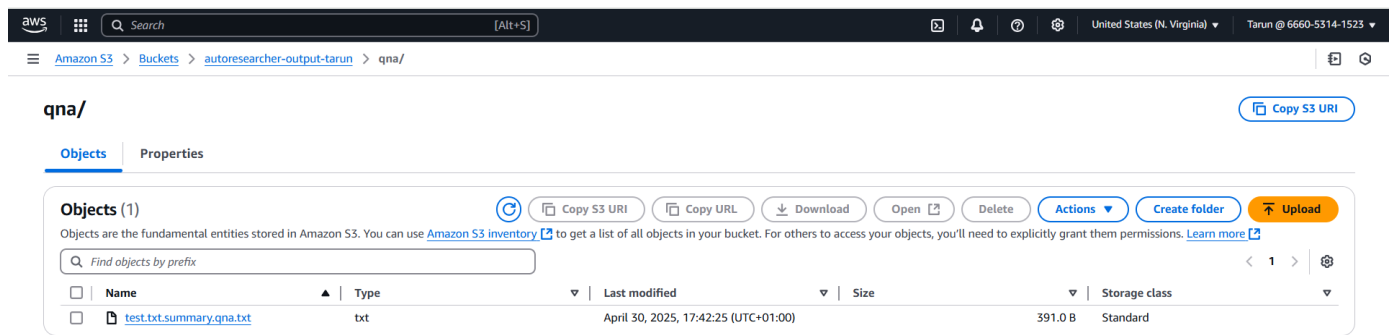 aws Search [Alt+S] United States (N. Virginia) Tarun @ 6660-5314-1523
Amazon S3 > Buckets > autoresearcher-output-tarun > qna/
qna/ Copy S3 URI
Objects Properties
Objects (1) Copy S3 URI Copy URL Download Open Delete Actions Create folder Upload
Objects are the fundamental entities stored in Amazon S3. You can use Amazon S3 inventory to get a list of all objects in your bucket. For others to access your objects, you'll need to explicitly grant them permissions. Learn more
Find objects by prefix < 1 >
Name Type Last modified Size Storage class
test.txt.summary.qna.txt txt April 30, 2025, 17:42:25 (UTC+01:00) 391.0 B Standard